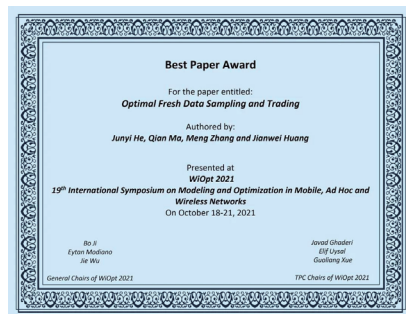 Best Paper Award
For the paper entitled:
Optimal Fresh Data Sampling and Trading
Authored by:
Junyi He, Qian Ma, Meng Zhang and Jianwei Huang
Presented at
WiOpt 2021
19th International Symposium on Modeling and Optimization in Mobile, Ad Hoc and
Wireless Networks
On October 18-21, 2021
Bo Ji
Eytan Modiano
Jie Wu
General Chairs of WiOpt 2021
Javad Ghaderi
Elif Uysal
Guoliang Xue
TPC Chairs of WiOpt 2021